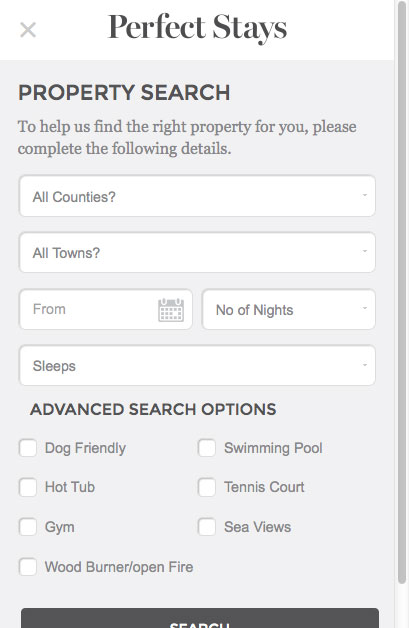 Perfect Stays
PROPERTY SEARCH
To help us find the right property for you, please
complete the following details.
All Counties?
All Towns?
From
No of Nights
Sleeps
ADVANCED SEARCH OPTIONS
Dog Friendly
Swimming Pool
Hot Tub
Tennis Court
Gym
Sea Views
Wood Burner/open Fire
SEARCH